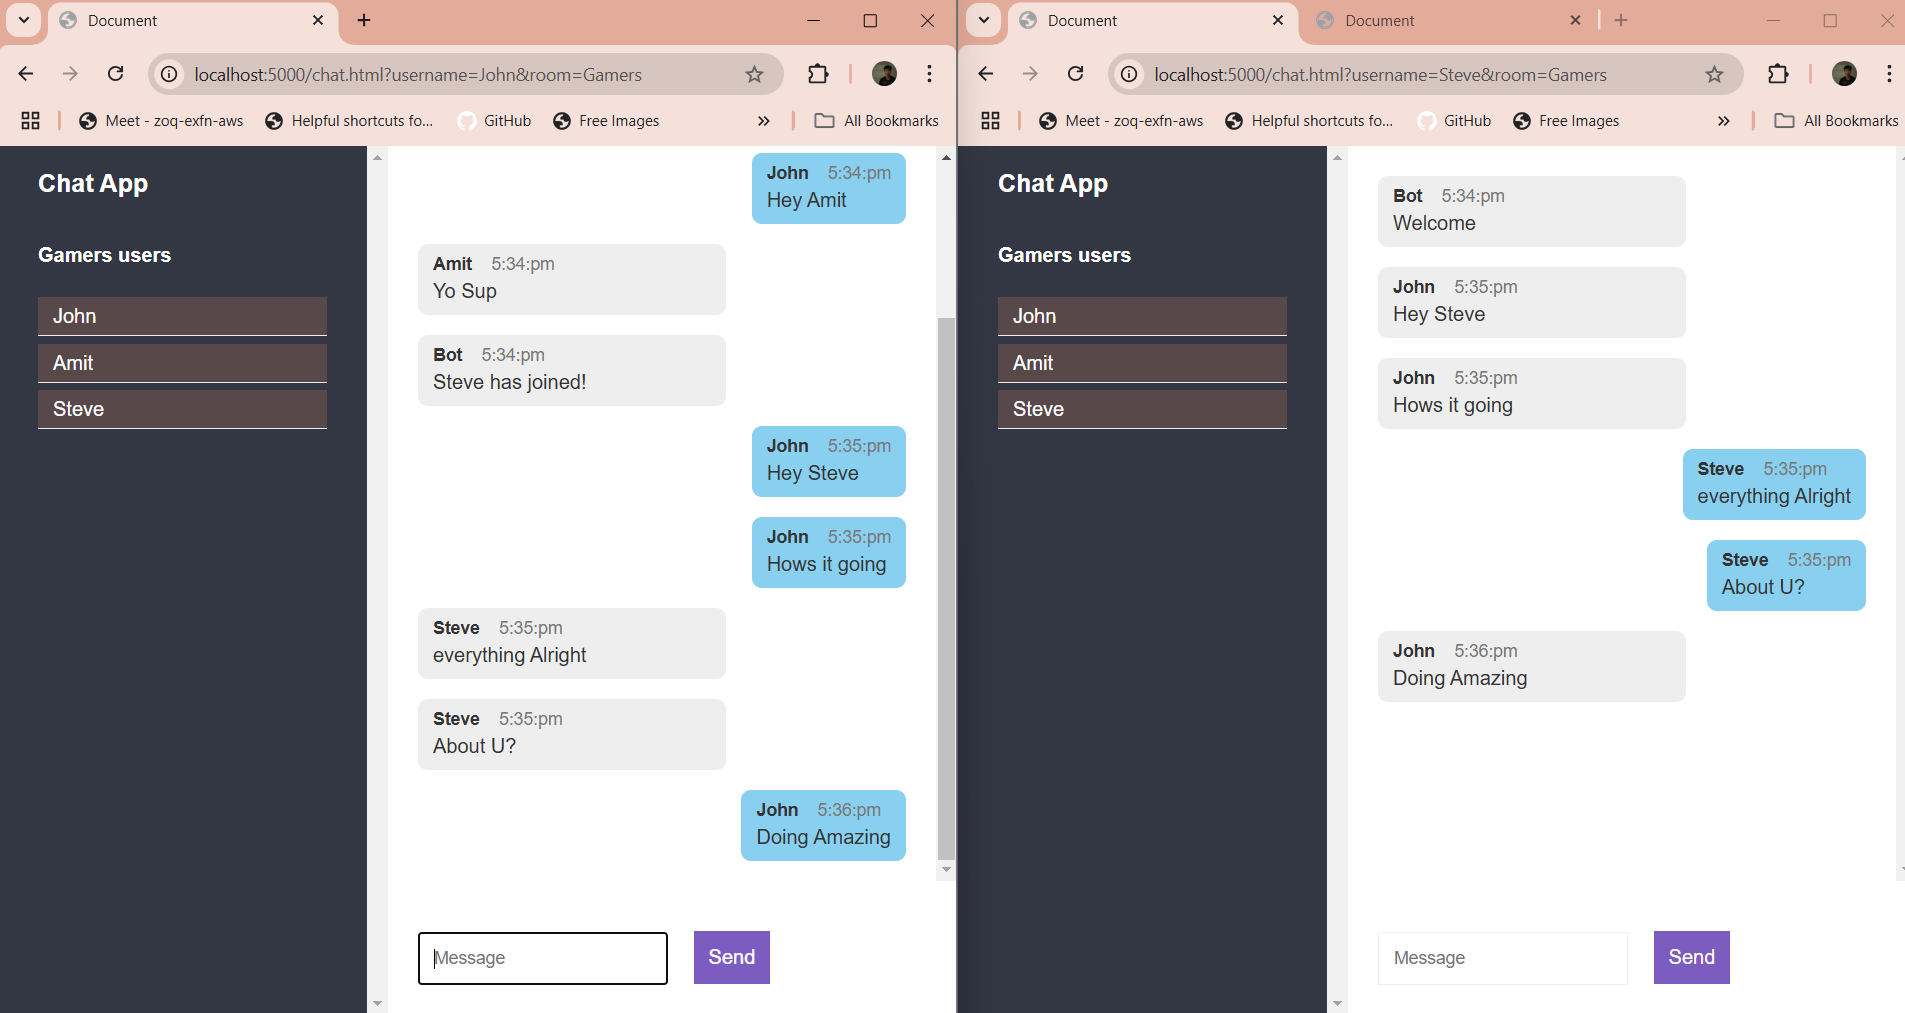 Document
localhost:5000/chat.html?username=John&room=Gamers
Meet - zoq-exfn-aws
Helpful shortcuts fo...
GitHub
Free Images
All Bookmarks
Chat App
Gamers users
John
Amit
Steve
John 5:34:pm
Hey Amit
Amit 5:34:pm
Yo Sup
Bot 5:34:pm
Steve has joined!
John 5:35:pm
Hey Steve
John 5:35:pm
Hows it going
Steve 5:35:pm
everything Alright
Steve 5:35:pm
About U?
John 5:36:pm
Doing Amazing
Message
Send
Document
Document
localhost:5000/chat.html?username=Steve&room=Gamers
Meet - zoq-exfn-aws
Helpful shortcuts fo...
GitHub
Free Images
All Bookmarks
Chat App
Gamers users
John
Amit
Steve
Bot 5:34:pm
Welcome
John 5:35:pm
Hey Steve
John 5:35:pm
Hows it going
Steve 5:35:pm
everything Alright
Steve 5:35:pm
About U?
John 5:36:pm
Doing Amazing
Message
Send